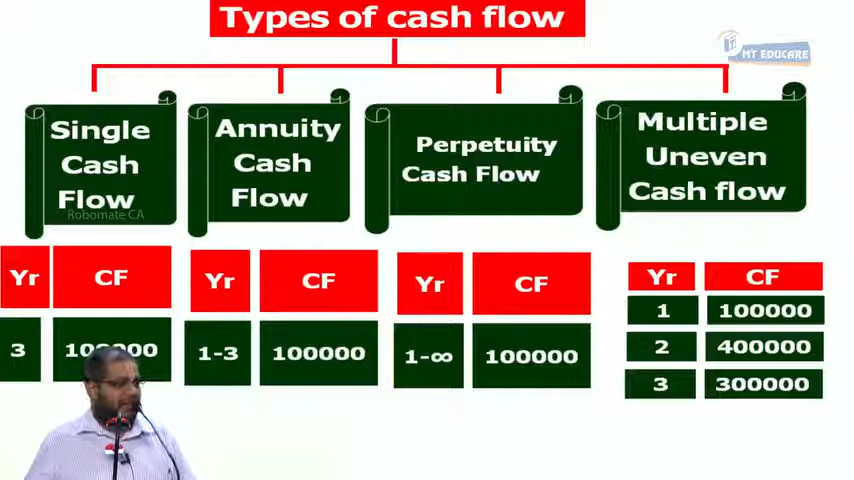 Types of cash flow
MT EDUCARE
Single
Cash
Flow
Robomate CA
Annuity
Cash
Flow
Perpetuity
Cash Flow
Multiple
Uneven
Cash flow
Yr CF
3
Yr CF
1-3 100000
Yr CF
1-∞ 100000
Yr CF
1 100000
2 400000
3 300000